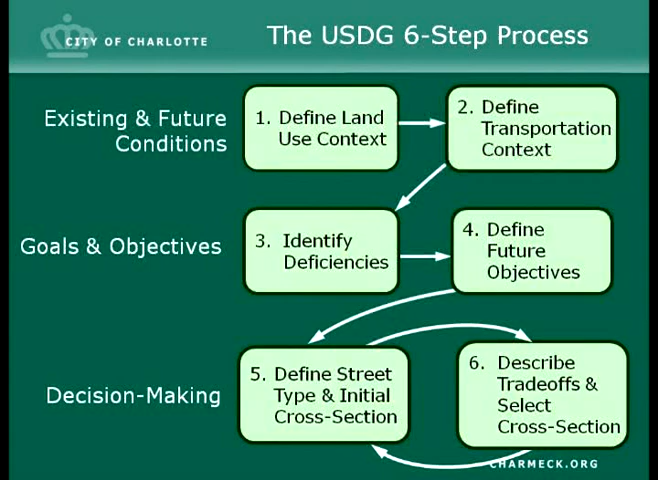 CITY OF CHARLOTTE
The USDG 6-Step Process
Existing & Future
Conditions
1. Define Land
Use Context
2. Define
Transportation
Context
Goals & Objectives
3. Identify
Deficiencies
4. Define
Future
Objectives
Decision-Making
5. Define Street
Type & Initial
Cross-Section
6. Describe
Tradeoffs &
Select
Cross-Section
CHARMECK.ORG